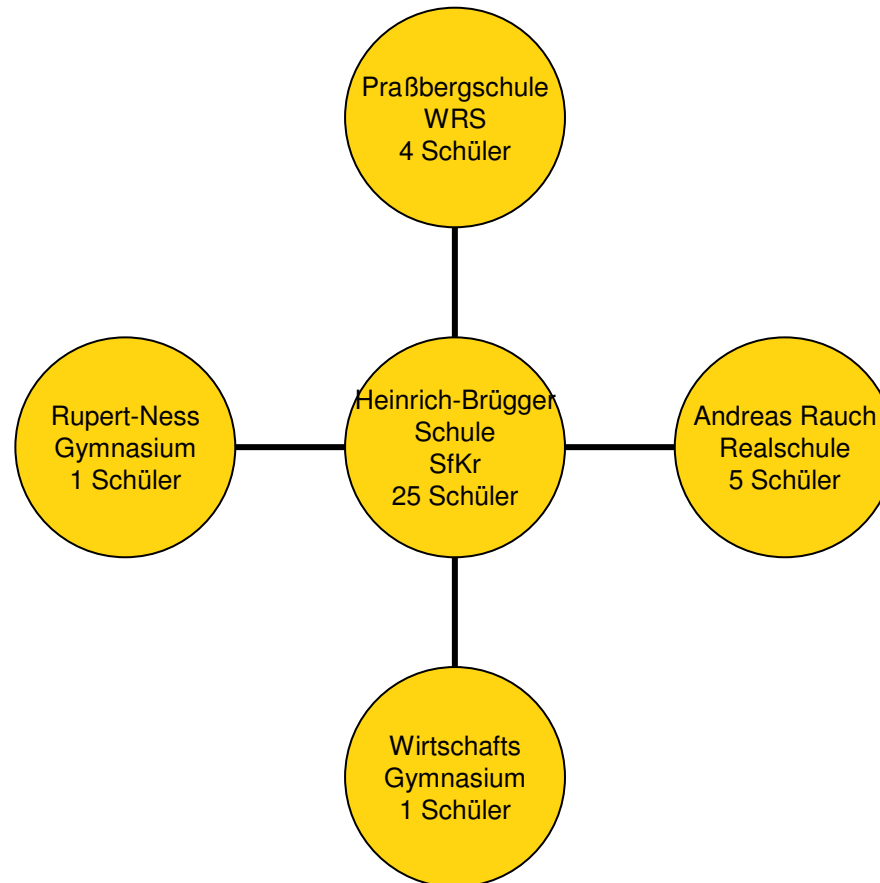 Praßbergschule
WRS
4 Schüler
Rupert-Ness
Gymnasium
1 Schüler
Heinrich-Brügger
Schule
SfKr
25 Schüler
Andreas Rauch
Realschule
5 Schüler
Wirtschafts
Gymnasium
1 Schüler